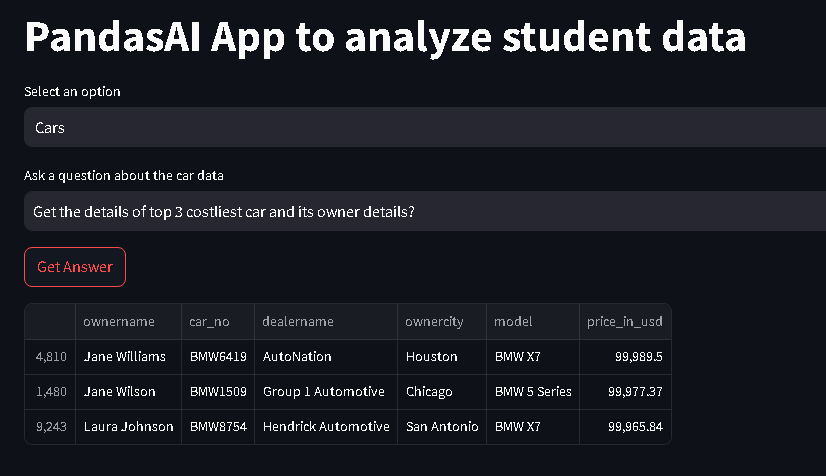 PandasAI App to analyze student data
Select an option
Cars
Ask a question about the car data
Get the details of top 3 costliest car and its owner details?
Get Answer
ownername car_no dealername ownercity model price_in_usd
4,810 Jane Williams BMW6419 AutoNation Houston BMW X7 99,989.5
1,480 Jane Wilson BMW1509 Group 1 Automotive Chicago BMW 5 Series 99,977.37
9,243 Laura Johnson BMW8754 Hendrick Automotive San Antonio BMW X7 99,965.84